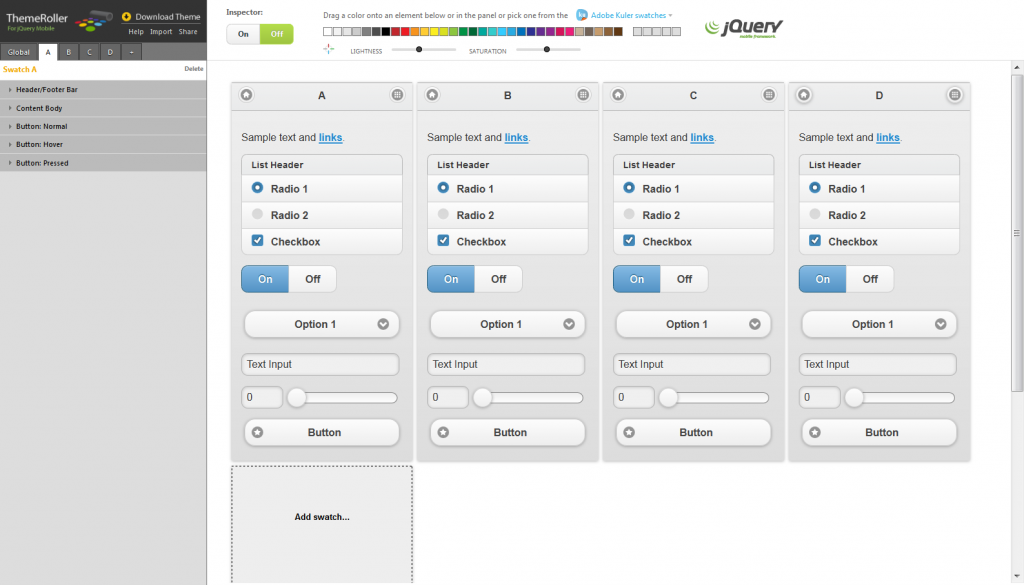 ThemeRoller
For jQuery Mobile
Download Theme
Help Import Share
Global A B C D +
Swatch A Delete
Header/Footer Bar
Content Body
Button: Normal
Button: Hover
Button: Pressed
Inspector:
On Off
Drag a color onto an element below or in the panel or pick one from the
Adobe Kuler swatches
LIGHTNESS SATURATION
jQuery
mobile framework
A
Sample text and links.
List Header
Radio 1
Radio 2
Checkbox
On Off
Option 1
Text Input
0
Button
B
Sample text and links.
List Header
Radio 1
Radio 2
Checkbox
On Off
Option 1
Text Input
0
Button
C
Sample text and links.
List Header
Radio 1
Radio 2
Checkbox
On Off
Option 1
Text Input
0
Button
D
Sample text and links.
List Header
Radio 1
Radio 2
Checkbox
On Off
Option 1
Text Input
0
Button
Add swatch...